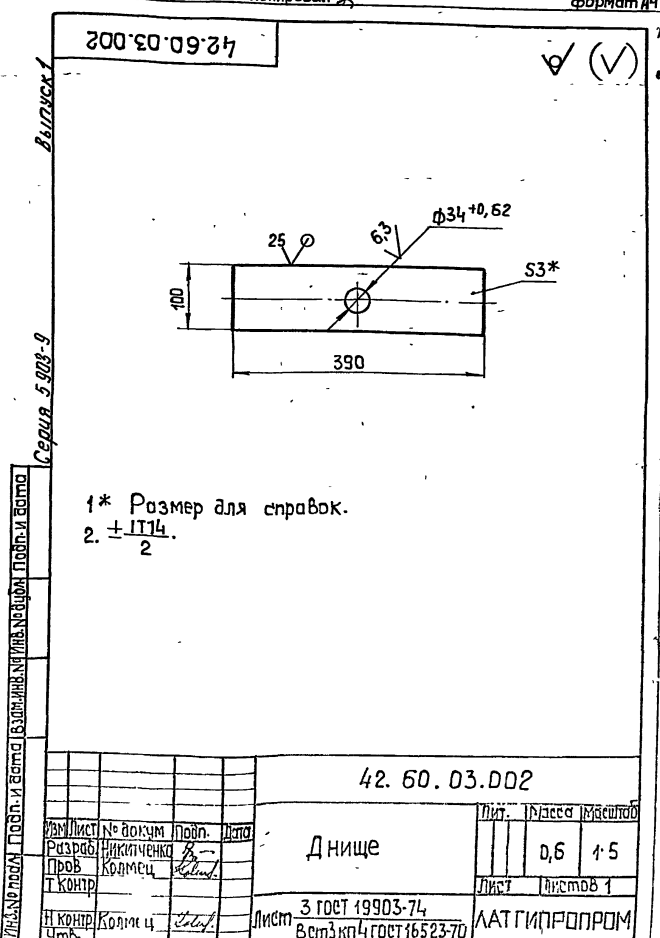 формат А4
42.60.03.002
Выпуск 1
√ (√)
25
6,3
ф34 +0,62
S3*
100
390
Серия 5.903-9
1* Размер для справок.
2. ± IT14/2.
Инв.№ подл Подп. и дата Взам.инв.№ Инв.№ дубл Подп. и дата
42. 60. 03.002
Изм Лист № докум Подп. Дата
Разраб. Никитченко
Пров Колмец
Т контр
Н контр Колмец
Утв.
Днище
Лит. Масса Масштаб
0,6 1:5
Лист Листов 1
Лист 3 ГОСТ 19903-74
Вст3кп4 ГОСТ 16523-70
ЛАТГИПРОПРОМ